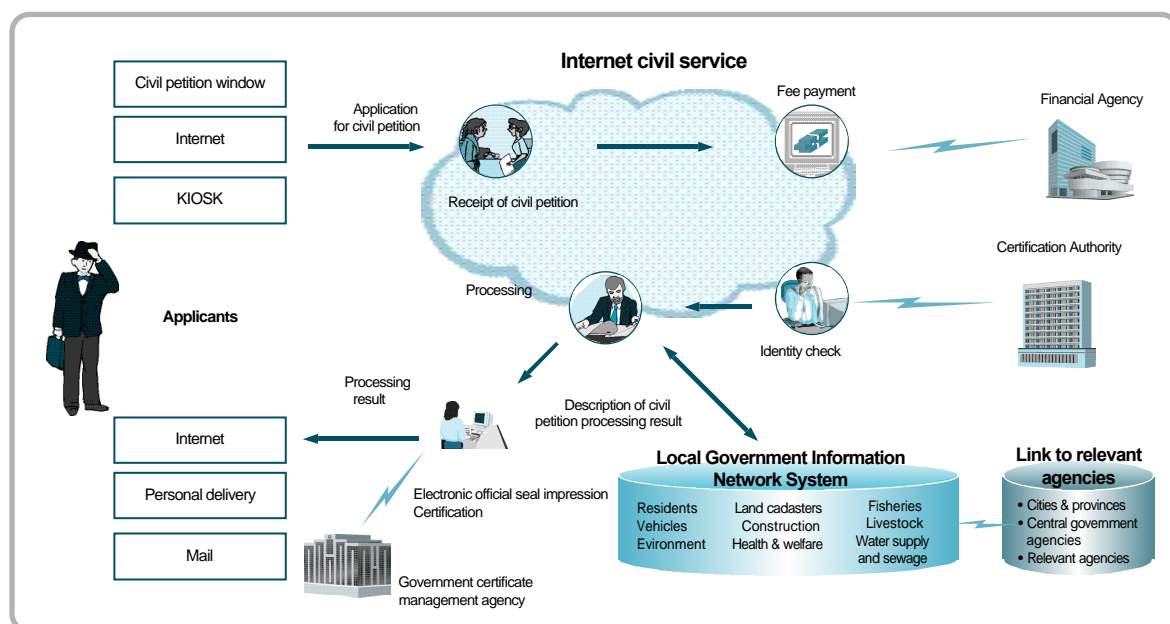 Internet civil service
Civil petition window
Internet
KIOSK
Application
for civil petition
Receipt of civil petition
Fee payment
Financial Agency
Certification Authority
Identity check
Processing
Applicants
Processing
result
Description of civil
petition processing result
Internet
Personal delivery
Mail
Electronic official seal impression
Certification
Government certificate
management agency
Local Government Information
Network System
Residents
Vehicles
Evironment
Land cadasters
Construction
Health & welfare
Fisheries
Livestock
Water supply
and sewage
Link to relevant
agencies
• Cities & provinces
• Central government
agencies
• Relevant agencies